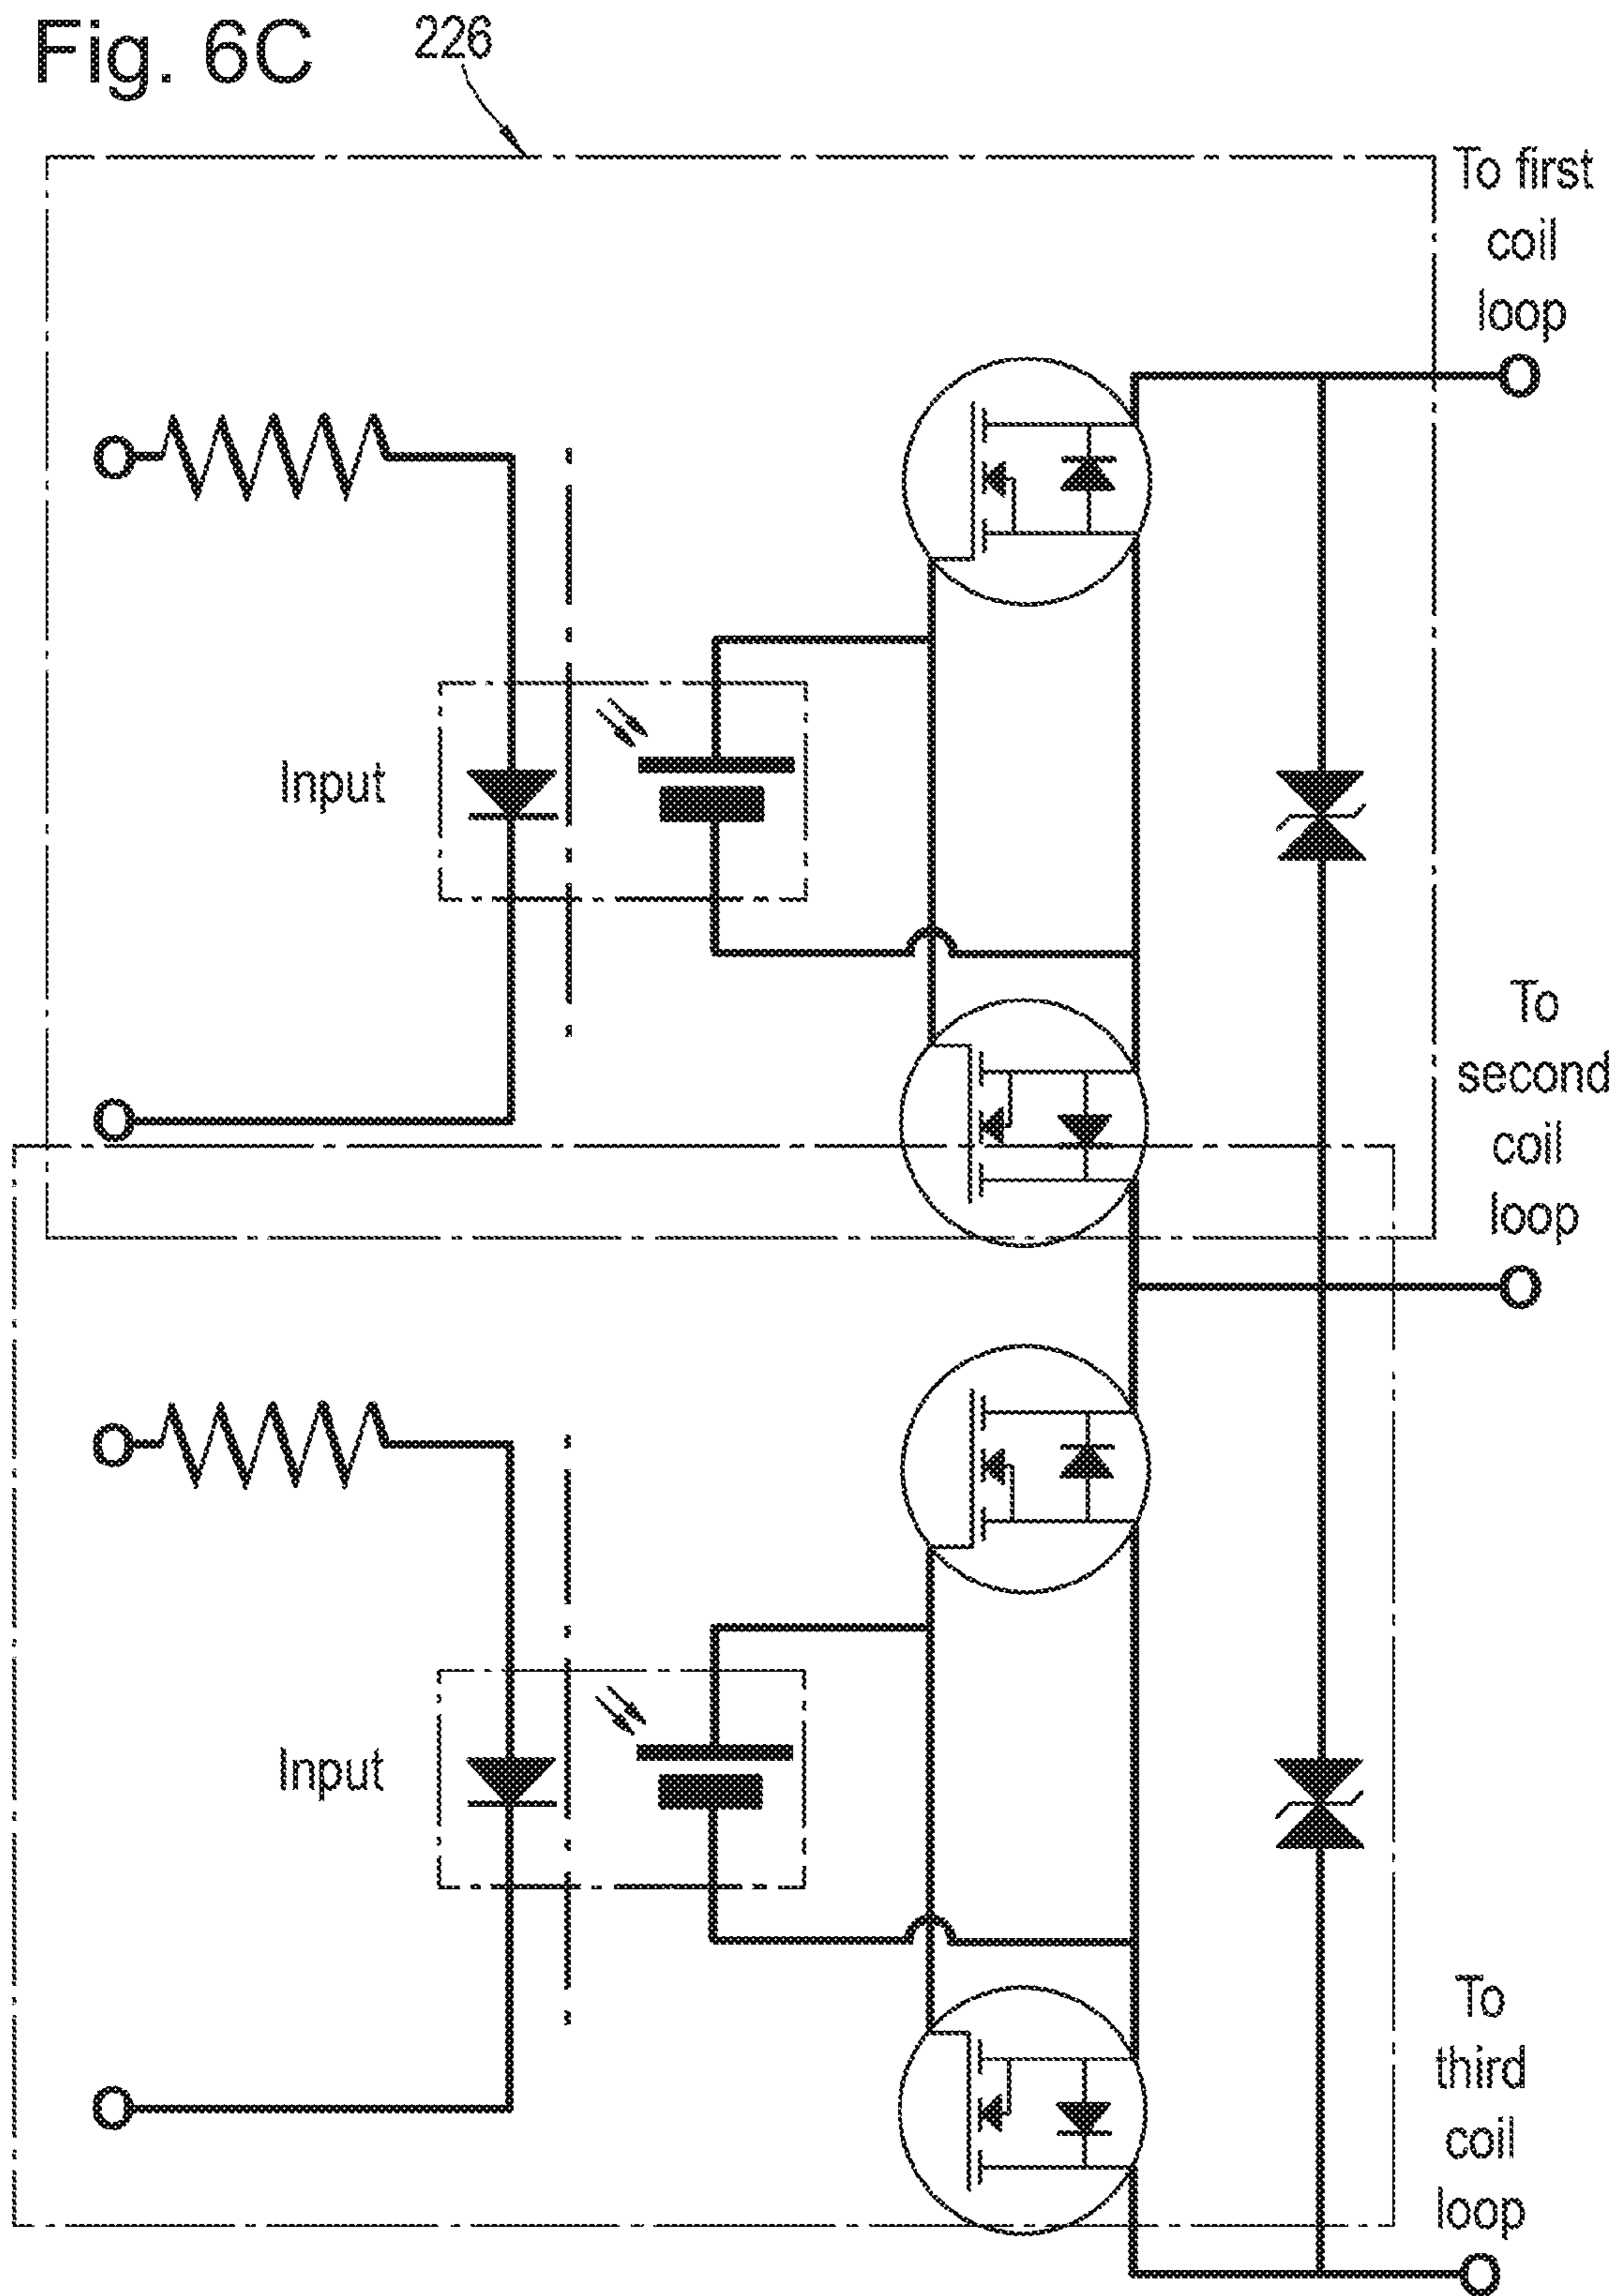 Fig. 6C
226
To first
coil
loop
Input
To
second
coil
loop
Input
To
third
coil
loop